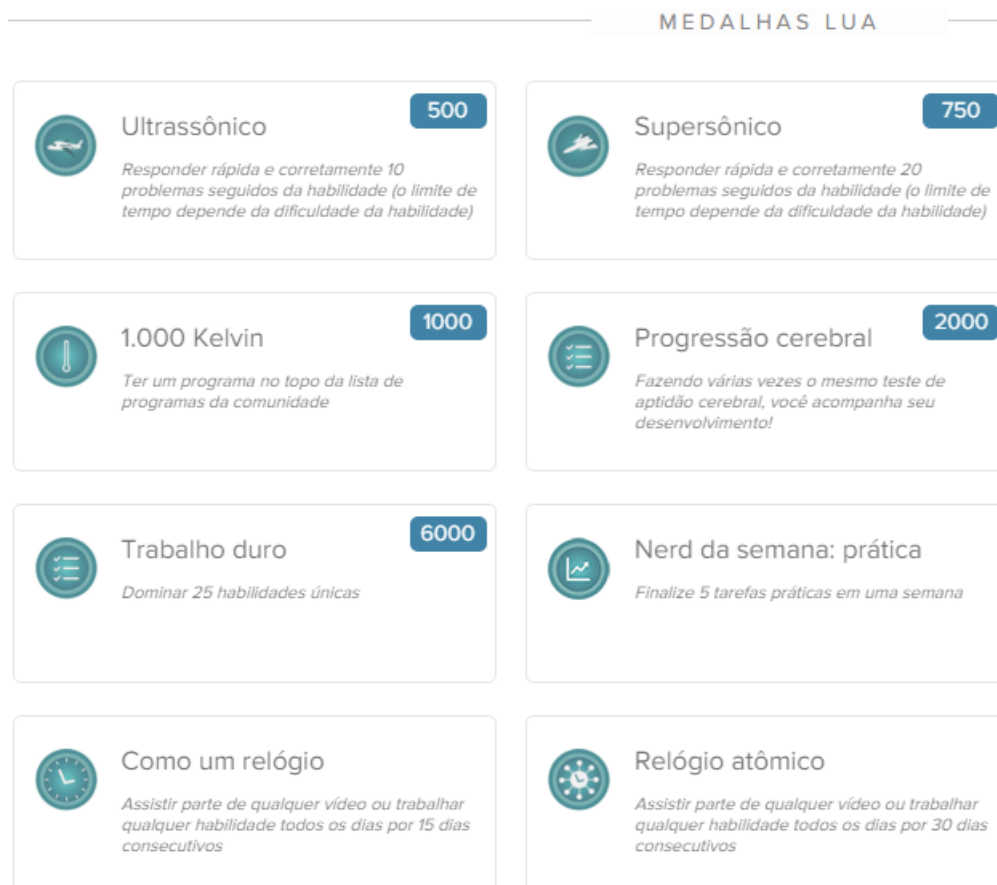 MEDALHAS LUA
500
Ultrassônico
Responder rápida e corretamente 10
problemas seguidos da habilidade (o limite de
tempo depende da dificuldade da habilidade)
750
Supersônico
Responder rápida e corretamente 20
problemas seguidos da habilidade (o limite de
tempo depende da dificuldade da habilidade)
1000
1.000 Kelvin
Ter um programa no topo da lista de
programas da comunidade
2000
Progressão cerebral
Fazendo várias vezes o mesmo teste de
aptidão cerebral, você acompanha seu
desenvolvimento!
6000
Trabalho duro
Dominar 25 habilidades únicas
Nerd da semana: prática
Finalize 5 tarefas práticas em uma semana
Como um relógio
Assistir parte de qualquer vídeo ou trabalhar
qualquer habilidade todos os dias por 15 dias
consecutivos
Relógio atômico
Assistir parte de qualquer vídeo ou trabalhar
qualquer habilidade todos os dias por 30 dias
consecutivos